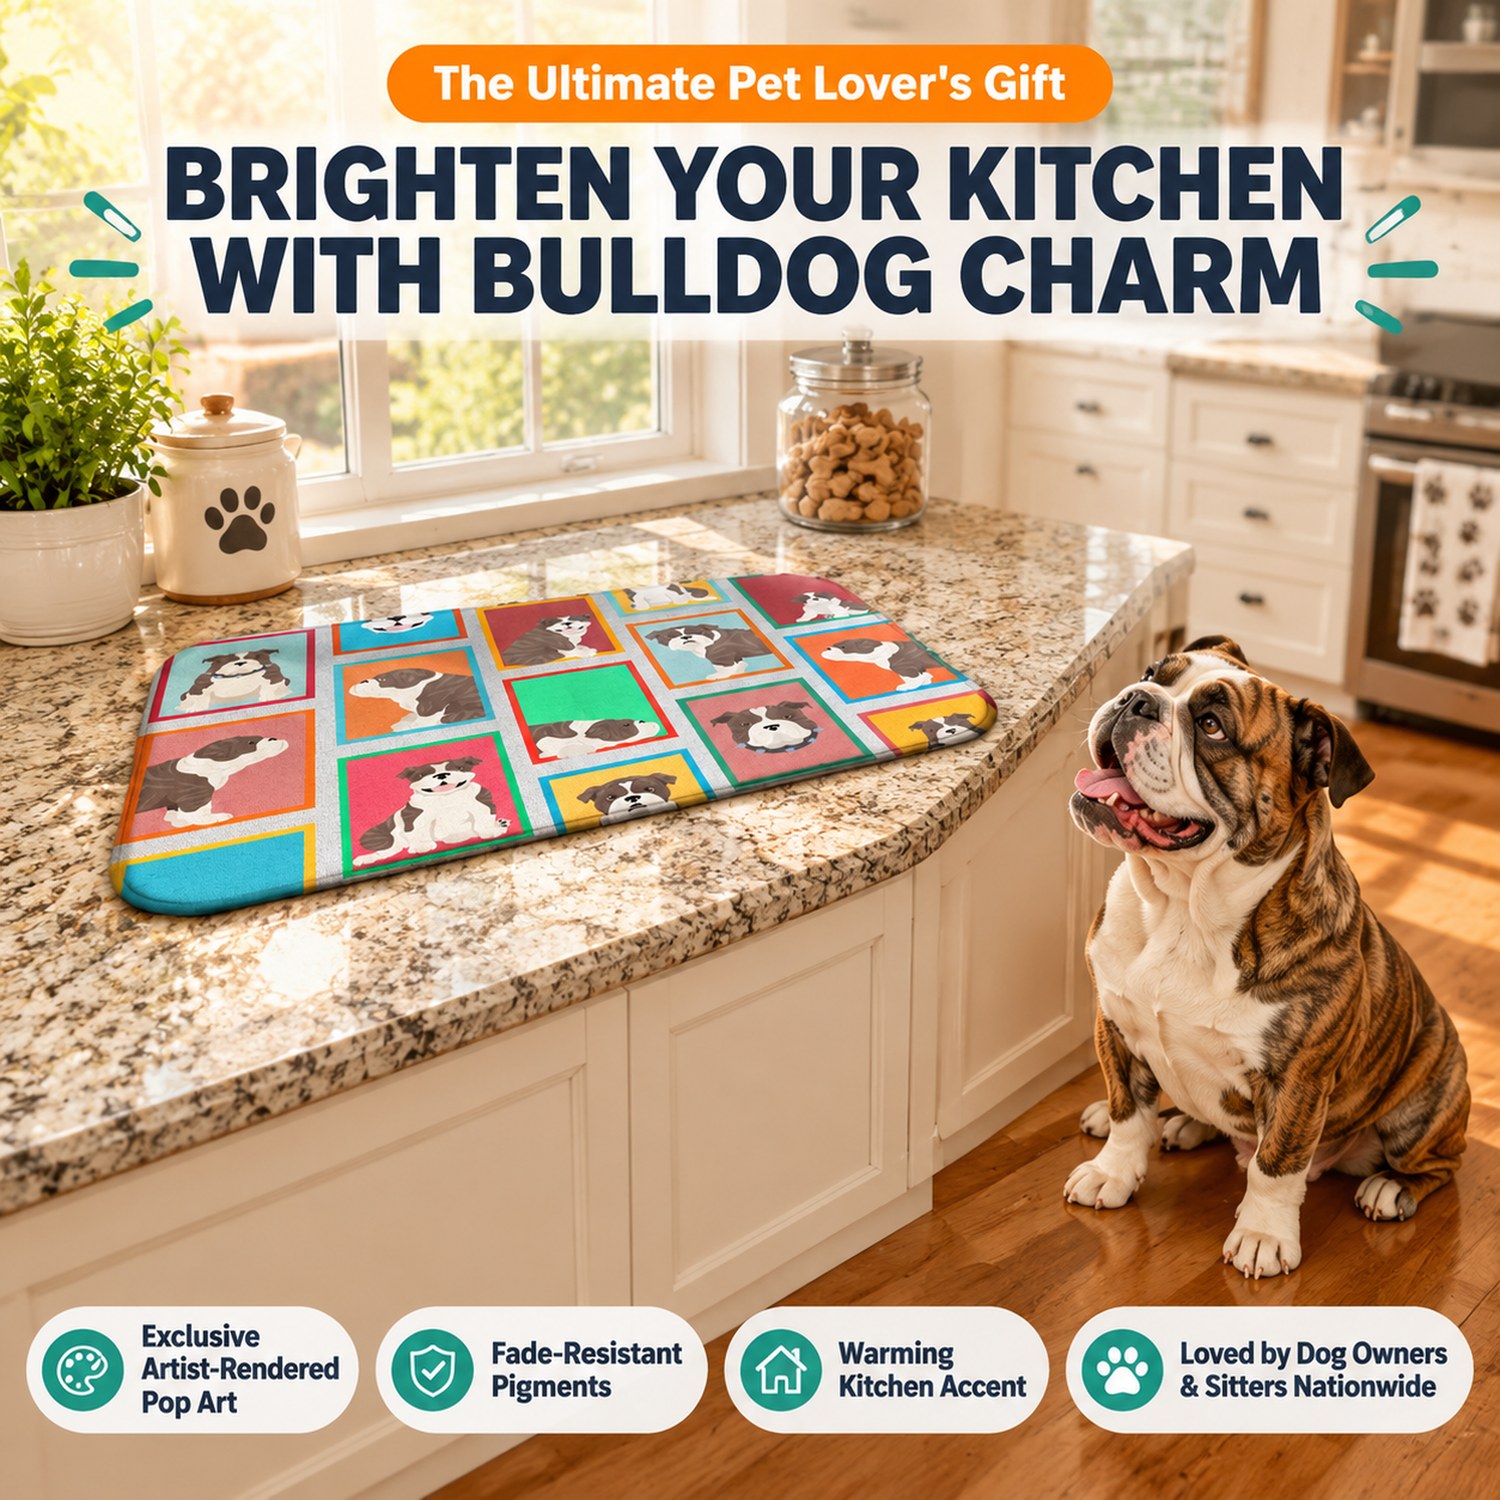 The Ultimate Pet Lover's Gift
BRIGHTEN YOUR KITCHEN
WITH BULLDOG CHARM
Exclusive
Artist-Rendered
Pop Art
Fade-Resistant
Pigments
Warming
Kitchen Accent
Loved by Dog Owners
& Sitters Nationwide